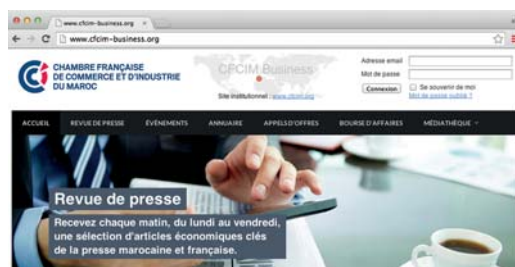 www.cfcim-business.org
www.cfcim-business.org
CHAMBRE FRANÇAISE
DE COMMERCE ET D'INDUSTRIE
DU MAROC
CFCIM Business
Site institutionnel : www.cfcim.org
Adresse email
Mot de passe
Connexion
Se souvenir de moi
Mot de passe oublié ?
ACCUEIL REVUE DE PRESSE ÉVÉNEMENTS ANNUAIRE APPELS D'OFFRES BOURSE D'AFFAIRES MÉDIATHÈQUE
Revue de presse
Recevez chaque matin, du lundi au vendredi,
une sélection d'articles économiques clés
de la presse marocaine et française.